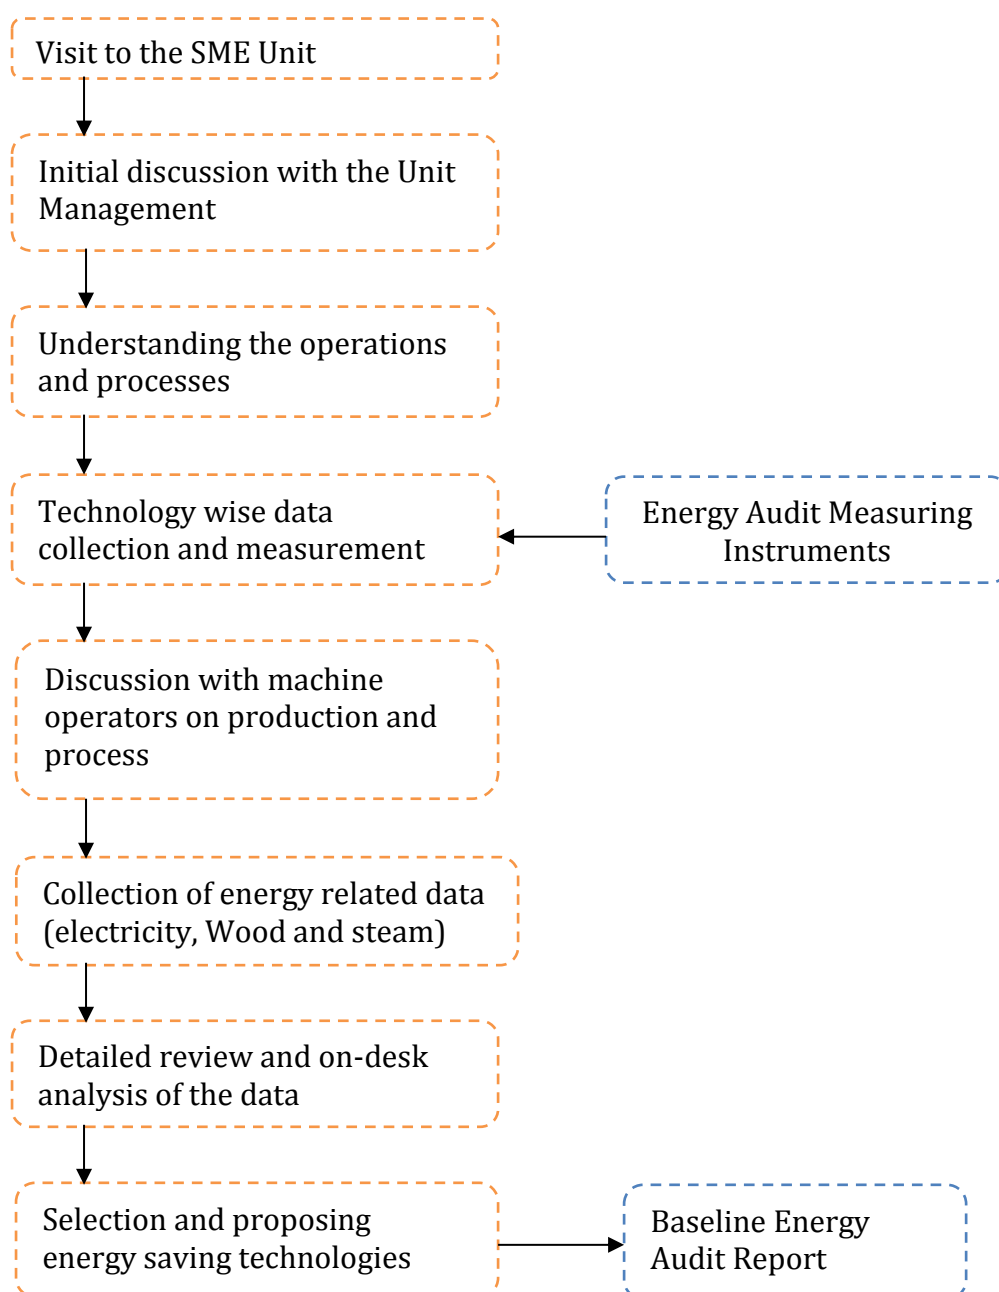 Visit to the SME Unit
Initial discussion with the Unit
Management
Understanding the operations
and processes
Technology wise data
collection and measurement
Energy Audit Measuring
Instruments
Discussion with machine
operators on production and
process
Collection of energy related data
(electricity, Wood and steam)
Detailed review and on-desk
analysis of the data
Selection and proposing
energy saving technologies
Baseline Energy
Audit Report